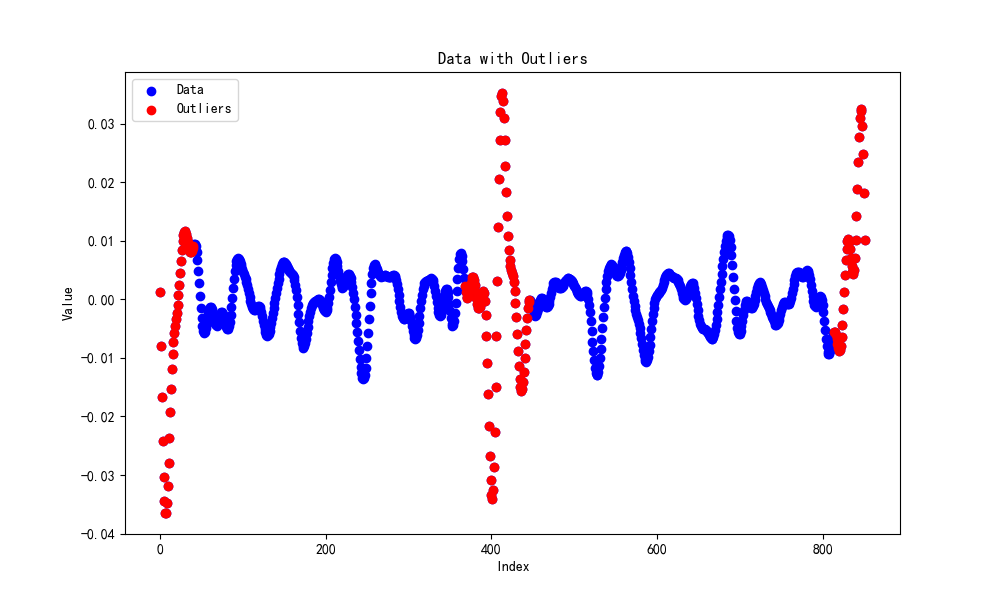 Data with Outliers
Data
Outliers
0.03
0.02
0.01
0.00
-0.01
-0.02
-0.03
-0.04
Value
0 200 400 600 800
Index